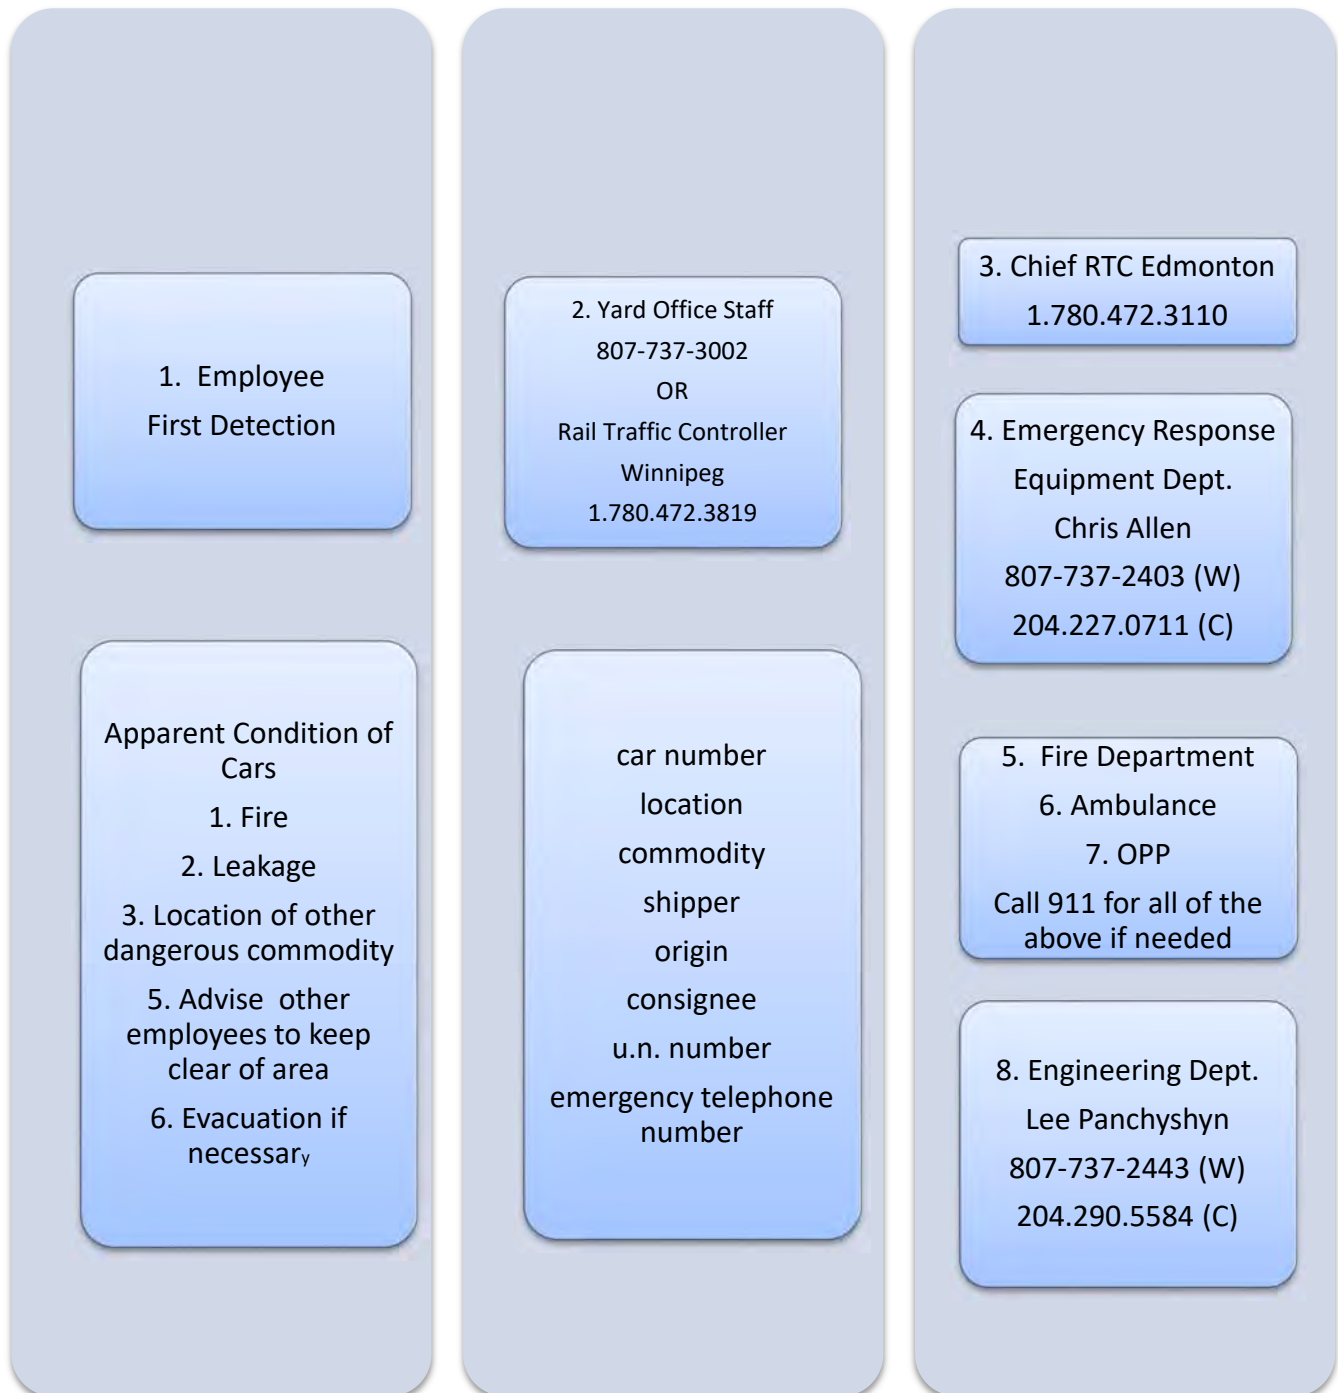 1. Employee
First Detection
Apparent Condition of
Cars
1. Fire
2. Leakage
3. Location of other
dangerous commodity
5. Advise other
employees to keep
clear of area
6. Evacuation if
necessary
2. Yard Office Staff
807-737-3002
OR
Rail Traffic Controller
Winnipeg
1.780.472.3819
car number
location
commodity
shipper
origin
consignee
u.n. number
emergency telephone
number
3. Chief RTC Edmonton
1.780.472.3110
4. Emergency Response
Equipment Dept.
Chris Allen
807-737-2403 (W)
204.227.0711 (C)
5. Fire Department
6. Ambulance
7. OPP
Call 911 for all of the
above if needed
8. Engineering Dept.
Lee Panchyshyn
807-737-2443 (W)
204.290.5584 (C)